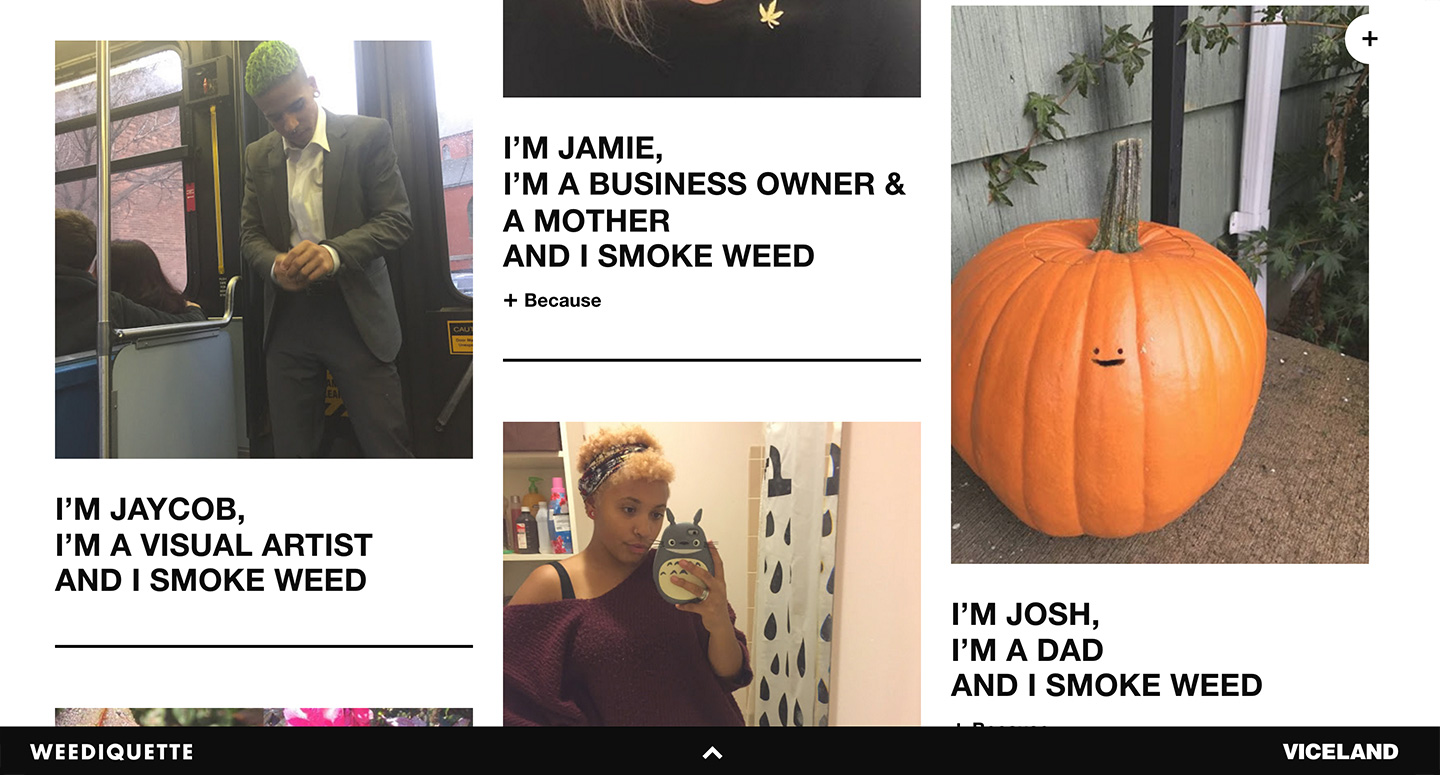 I’M JAYCOB,
I’M A VISUAL ARTIST
AND I SMOKE WEED
I’M JAMIE,
I’M A BUSINESS OWNER &
A MOTHER
AND I SMOKE WEED
+ Because
+
I’M JOSH,
I’M A DAD
AND I SMOKE WEED
+ Because
WEEDIQUETTE
VICELAND